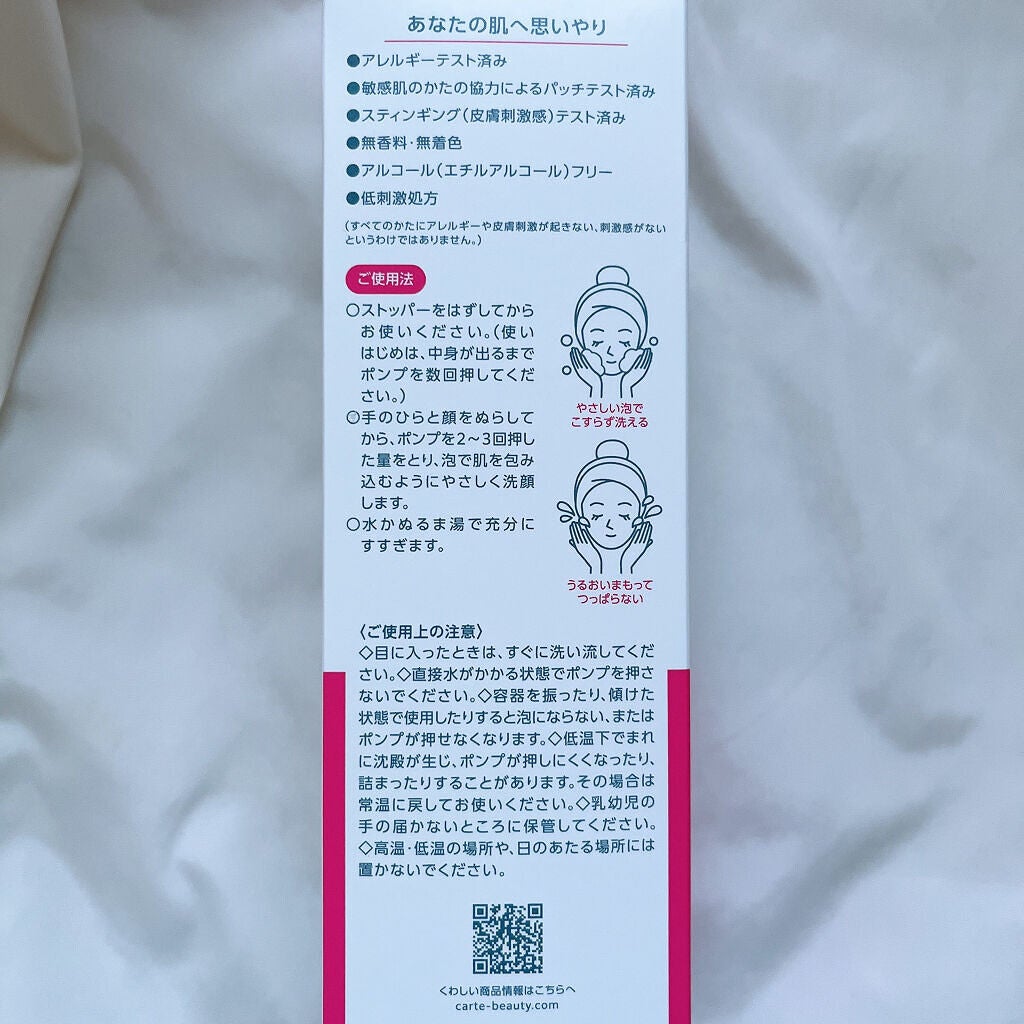 あなたの肌へ思いやり
●アレルギーテスト済み
●敏感肌のかたの協力によるパッチテスト済み
●スティンギング(皮膚刺激感)テスト済み
●無香料・無着色
●アルコール(エチルアルコール)フリー
●低刺激処方
(すべてのかたにアレルギーや皮膚刺激が起きない、刺激感がない
というわけではありません。)
ご使用法
○ストッパーをはずしてから
お使いください。(使い
はじめは、中身が出るまで
ポンプを数回押してくだ
さい。)
○手のひらと顔をぬらして
から、ポンプを2～3回押し
た量をとり、泡で肌を包み
込むようにやさしく洗顔
します。
○水かぬるま湯で充分に
すすぎます。
やさしい泡で
こすらず洗える
うるおいまもって
つっぱらない
〈ご使用上の注意〉
◇目に入ったときは、すぐに洗い流してくだ
さい。◇直接水がかかる状態でポンプを押さ
ないでください。◇容器を振ったり、傾けた
状態で使用したりすると泡にならない、または
ポンプが押せなくなります。◇低温下でまれ
に沈殿が生じ、ポンプが押しにくくなったり、
詰まったりすることがあります。その場合は
常温に戻してお使いください。◇乳幼児の
手の届かないところに保管してください。
◇高温・低温の場所や、日のあたる場所には
置かないでください。
くわしい商品情報はこちらへ
carte-beauty.com